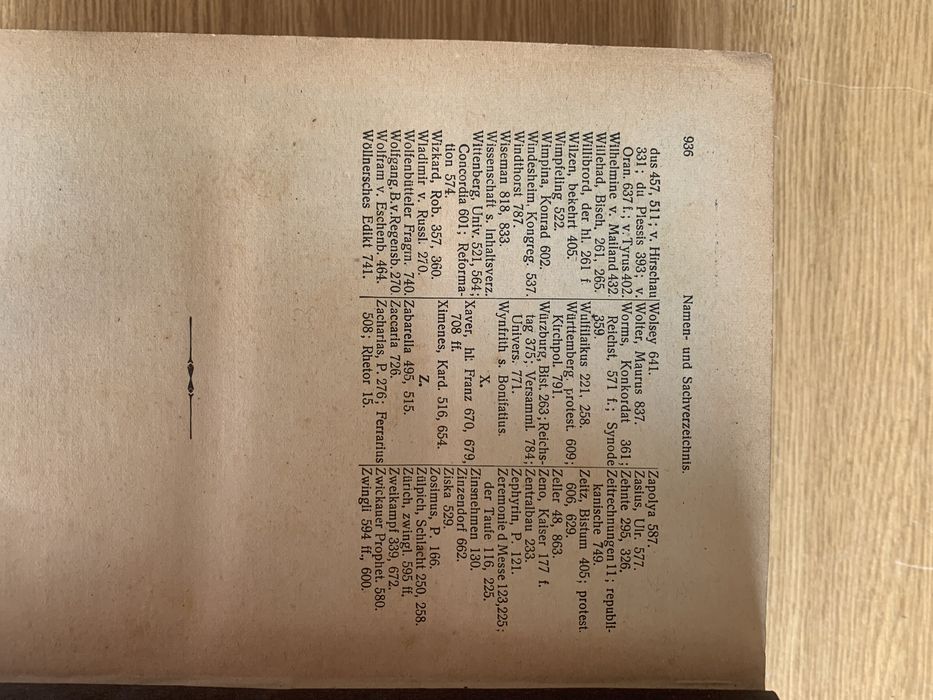 936
Namen- und Sachverzeichnis.
dus 457, 511; v. Hirschau
331; du Plessis 393; v.
Oran. 637 f.; v. Tyrus 402.
Wilhelmine v. Mailand 432.
Willehad, Bisch. 261, 265.
Willibrord, der hl. 261 f
Wilzen, bekehrt 405.
Wimpfeling 522.
Wimpina, Konrad 602.
Windesheim, Kongreg. 537.
Windthorst 787.
Wiseman 818, 833.
Wissenschaft s. Inhaltsverz.
Wittenberg, Univ. 521, 564;
Concordia 601; Reforma-
tion 574.
Wizkard, Rob. 357, 360.
Wladimir v. Russl. 270.
Wolfenbütteler Fragm. 740.
Wolfgang, B.v.Regensb. 270.
Wolfram v. Eschenb. 464.
Wöllnersches Edikt 741.
Wolsey 641.
Wolter, Maurus 837.
Worms, Konkordat 361;
Reichst. 571 f.; Synode
359.
Wulfilaikus 221, 258.
Württemberg, protest. 609;
Kirchpol. 791.
Würzburg, Bist. 263; Reichs-
tag 375; Versamml. 784;
Univers. 771.
Wynfrith s. Bonifatius.
X.
Xaver, hl. Franz 670, 679,
708 ff.
Ximenes, Kard. 516, 654.
Z.
Zabarella 495, 515.
Zaccaria 726.
Zacharias, P. 276; Ferrarius
508; Rhetor 15.
Zapolya 587.
Zasius, Ulr. 577.
Zehnte 295, 326.
Zeitrechnungen 11; republi-
kanische 749.
Zeitz, Bistum 405; protest.
606, 629.
Zeller 48, 863.
Zeno, Kaiser 177 f.
Zentralbau 233.
Zephyrin, P. 121.
Zeremonie d Messe 123,225;
der Taufe 116, 225.
Zinsnehmen 130.
Zinzendorf 662.
Ziska 529.
Zosimus, P. 166.
Zülpich, Schlacht 250, 258.
Zürich, zwingl. 595 ff.
Zweikampf 339, 672.
Zwickauer Prophet. 580.
Zwingli 594 ff., 600.